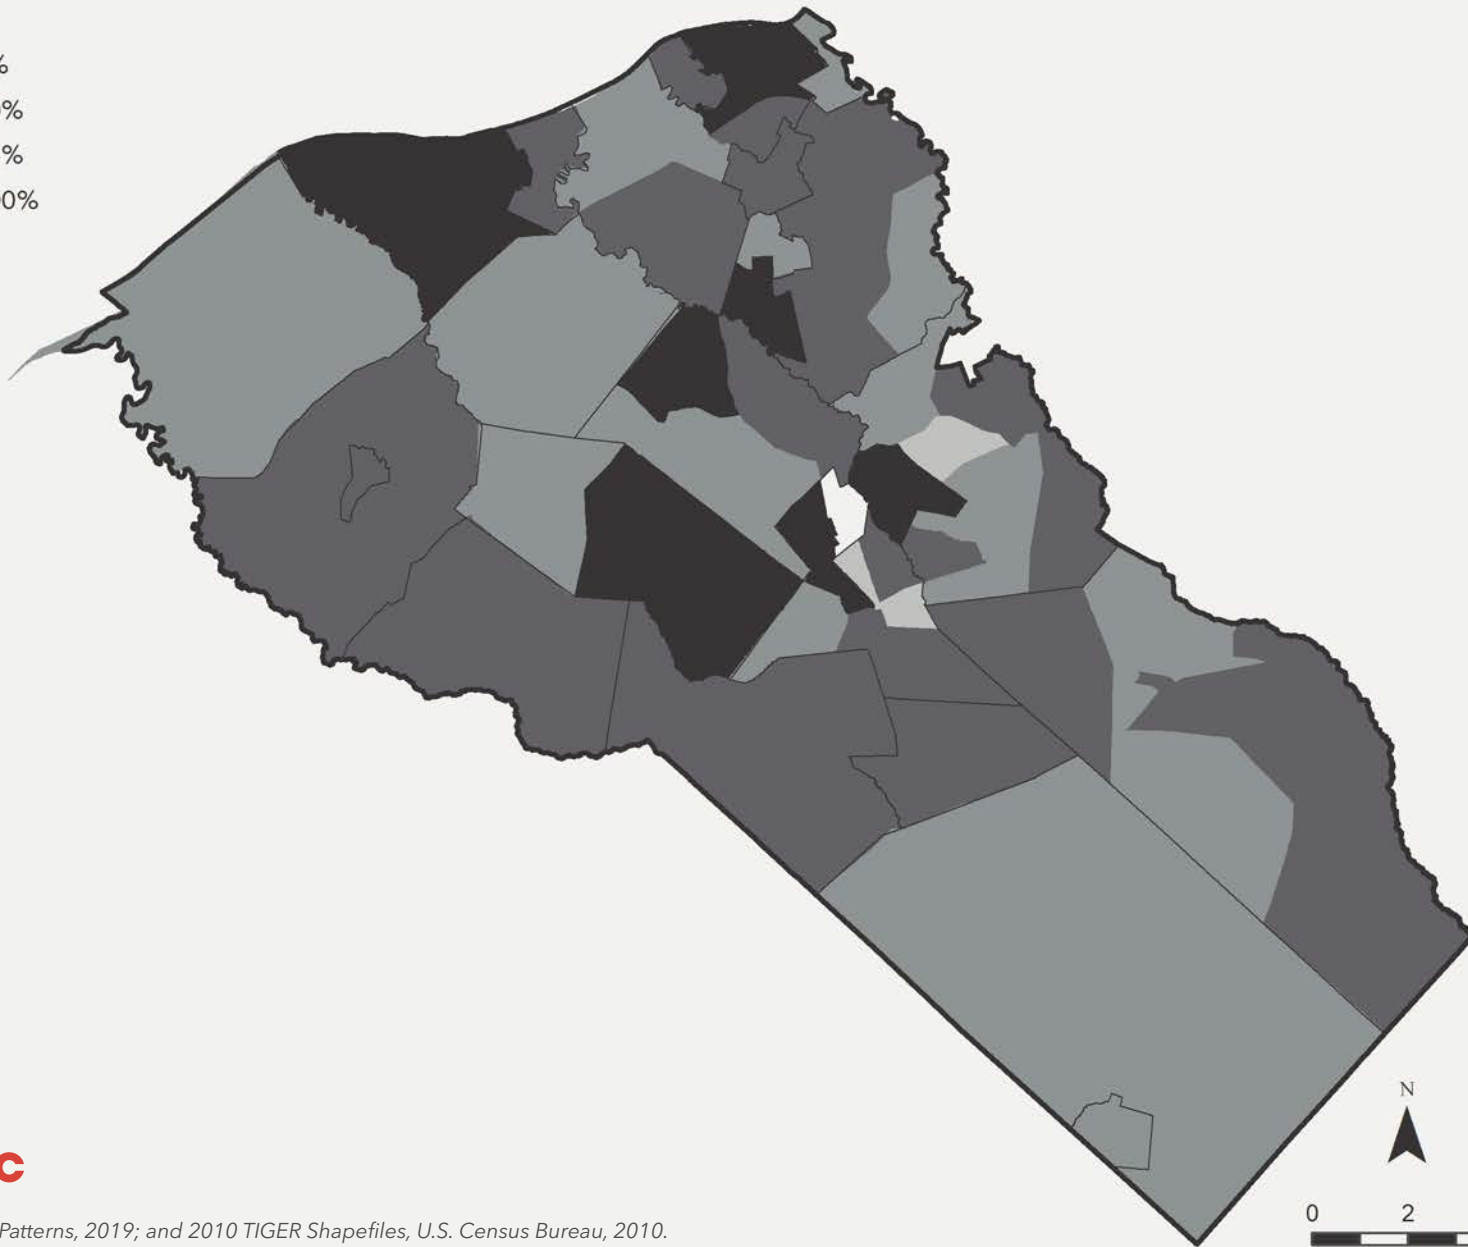 %
%
%
0%
N
C
0 2
Patterns, 2019; and 2010 TIGER Shapefiles, U.S. Census Bureau, 2010.